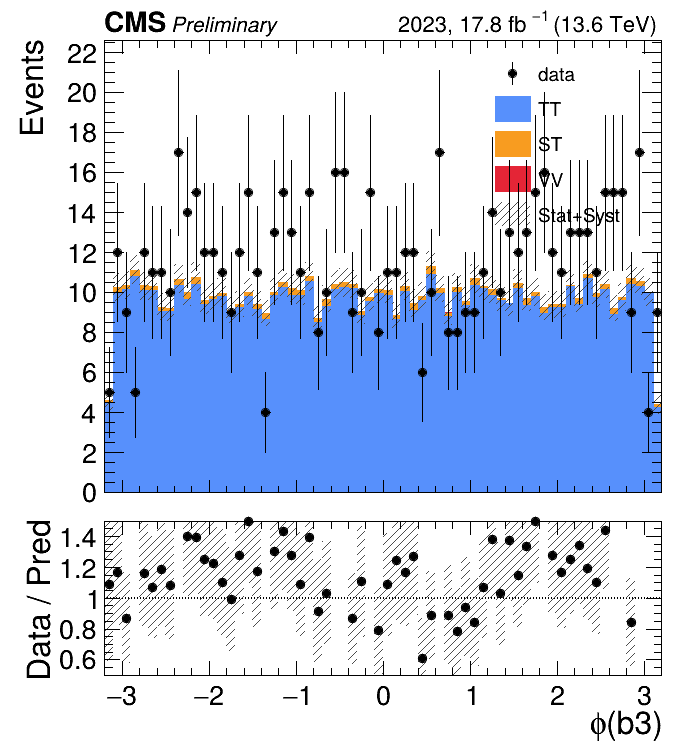 CMS Preliminary 2023, 17.8 fb⁻¹ (13.6 TeV)
Events
22
20
18
16
14
12
10
8
6
4
2
0
data
TT
ST
VV
Stat+Syst
Data / Pred
1.4
1.2
1
0.8
0.6
−3 −2 −1 0 1 2 3
ϕ(b3)